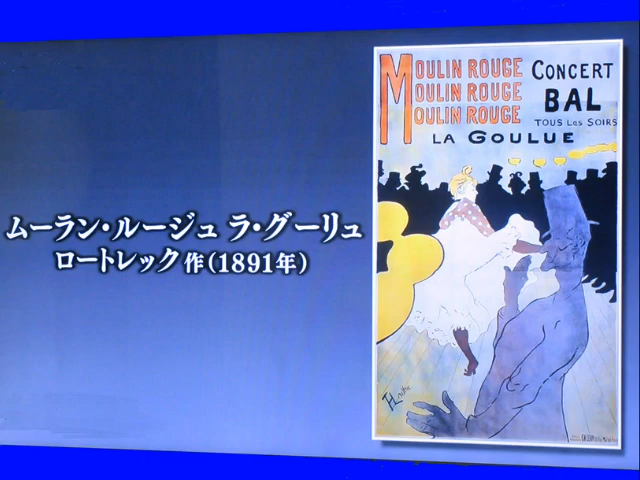 ムーラン・ルージュ ラ・グーリュ
ロートレック 作（1891年）
MOULIN ROUGE CONCERT
MOULIN ROUGE BAL
MOULIN ROUGE TOUS LES SOIRS
LA GOULUE